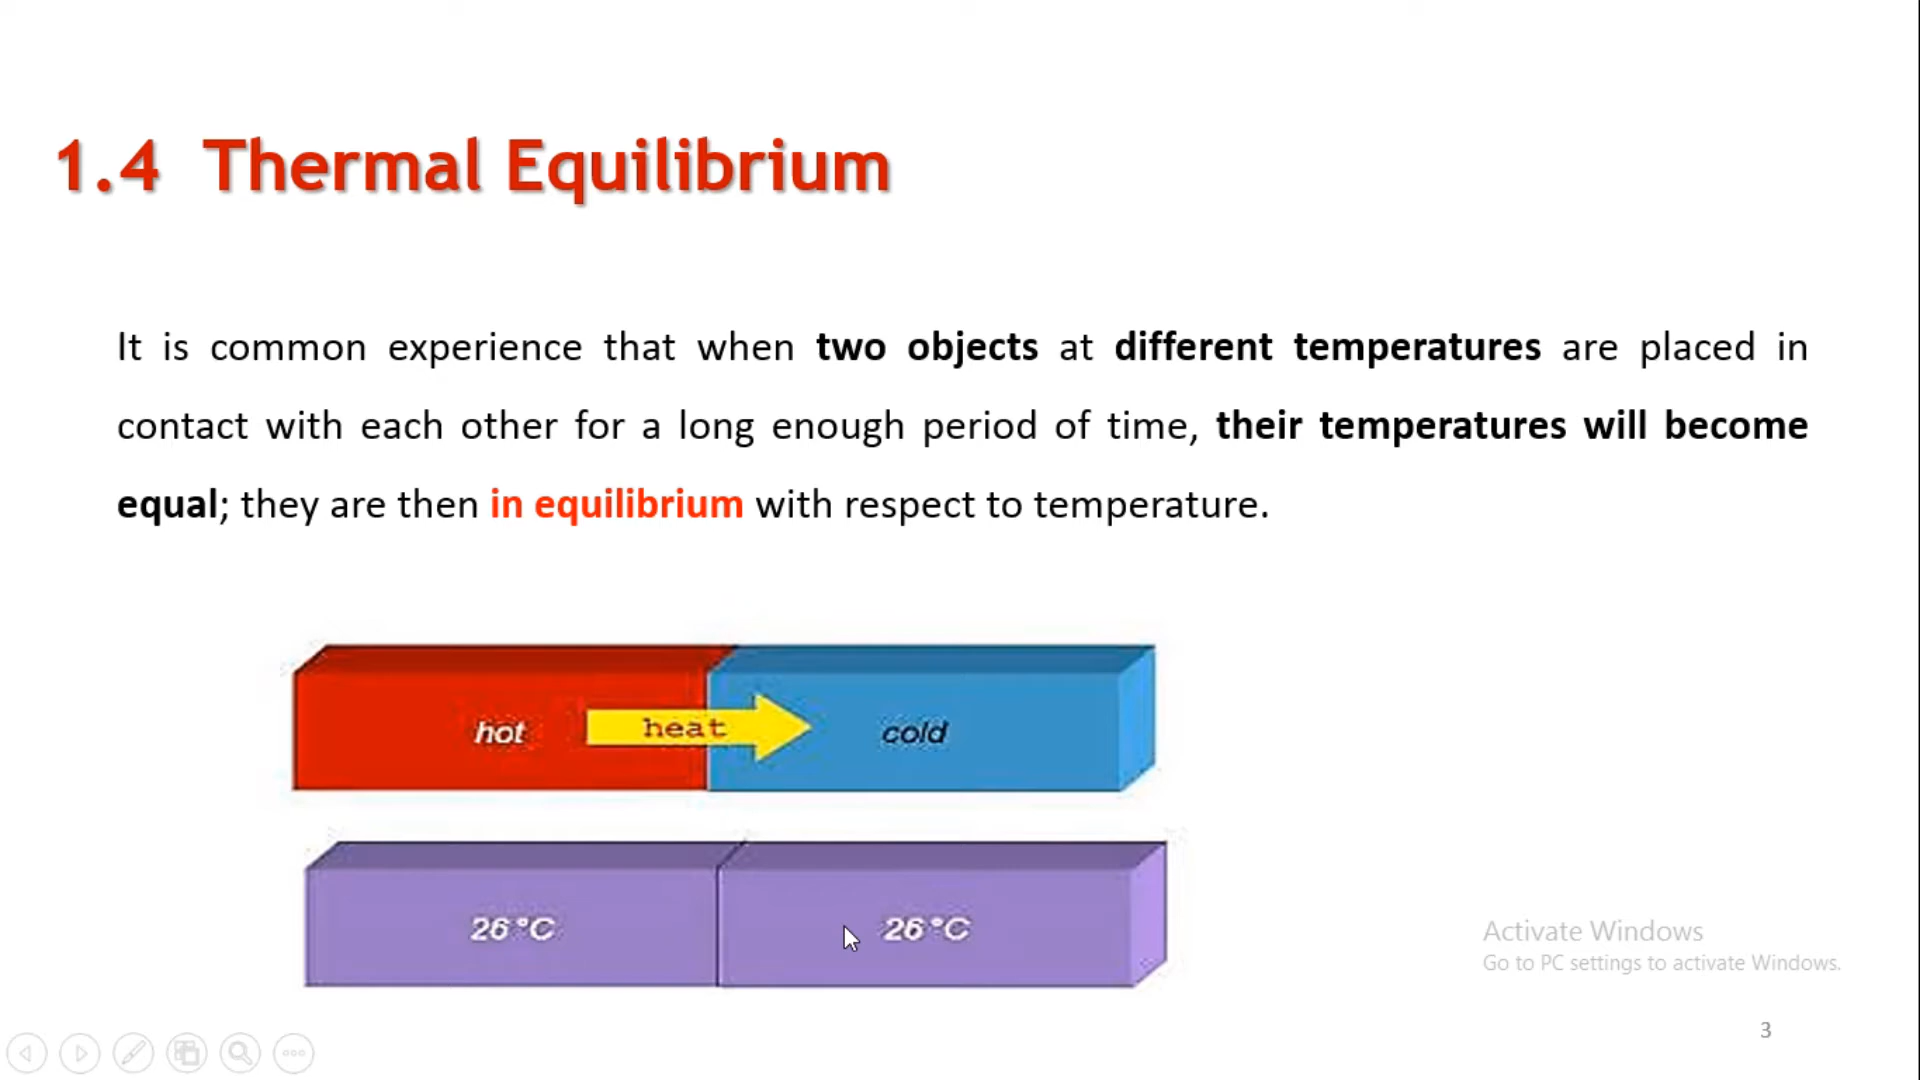 1.4 Thermal Equilibrium
It is common experience that when two objects at different temperatures are placed in
contact with each other for a long enough period of time, their temperatures will become
equal; they are then in equilibrium with respect to temperature.
hot heat cold
26 °C 26 °C
Activate Windows
Go to PC settings to activate Windows.
3